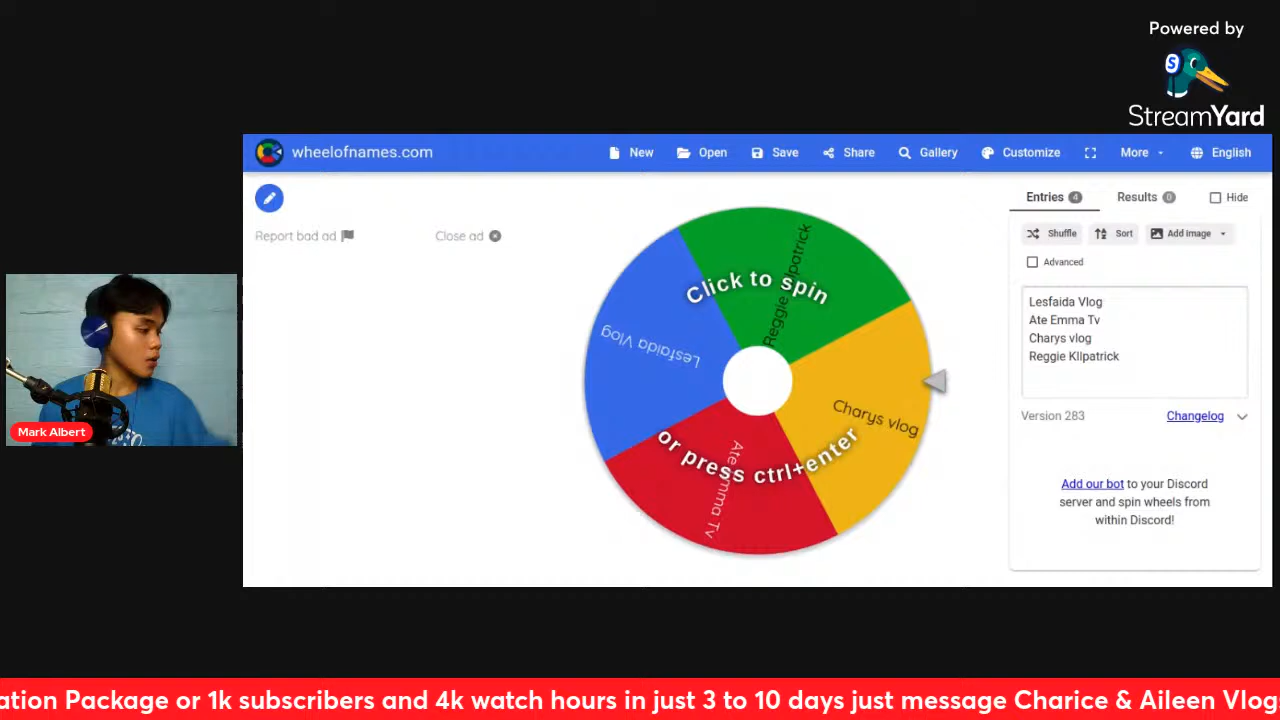 Powered by
StreamYard
wheelofnames.com
New
Open
Save
Share
Gallery
Customize
More
English
Report bad ad
Close ad
Entries 4
Results 0
Hide
Shuffle
Sort
Add image
Advanced
Lesfaida Vlog
Ate Emma Tv
Charys vlog
Reggie KIlpatrick
Version 283
Changelog
Add our bot to your Discord
server and spin wheels from
within Discord!
Click to spin
or press ctrl+enter
Reggie KIlpatrick
Lesfaida Vlog
Charys vlog
Ate Emma Tv
Mark Albert
ation Package or 1k subscribers and 4k watch hours in just 3 to 10 days just message Charice & Aileen Vlog